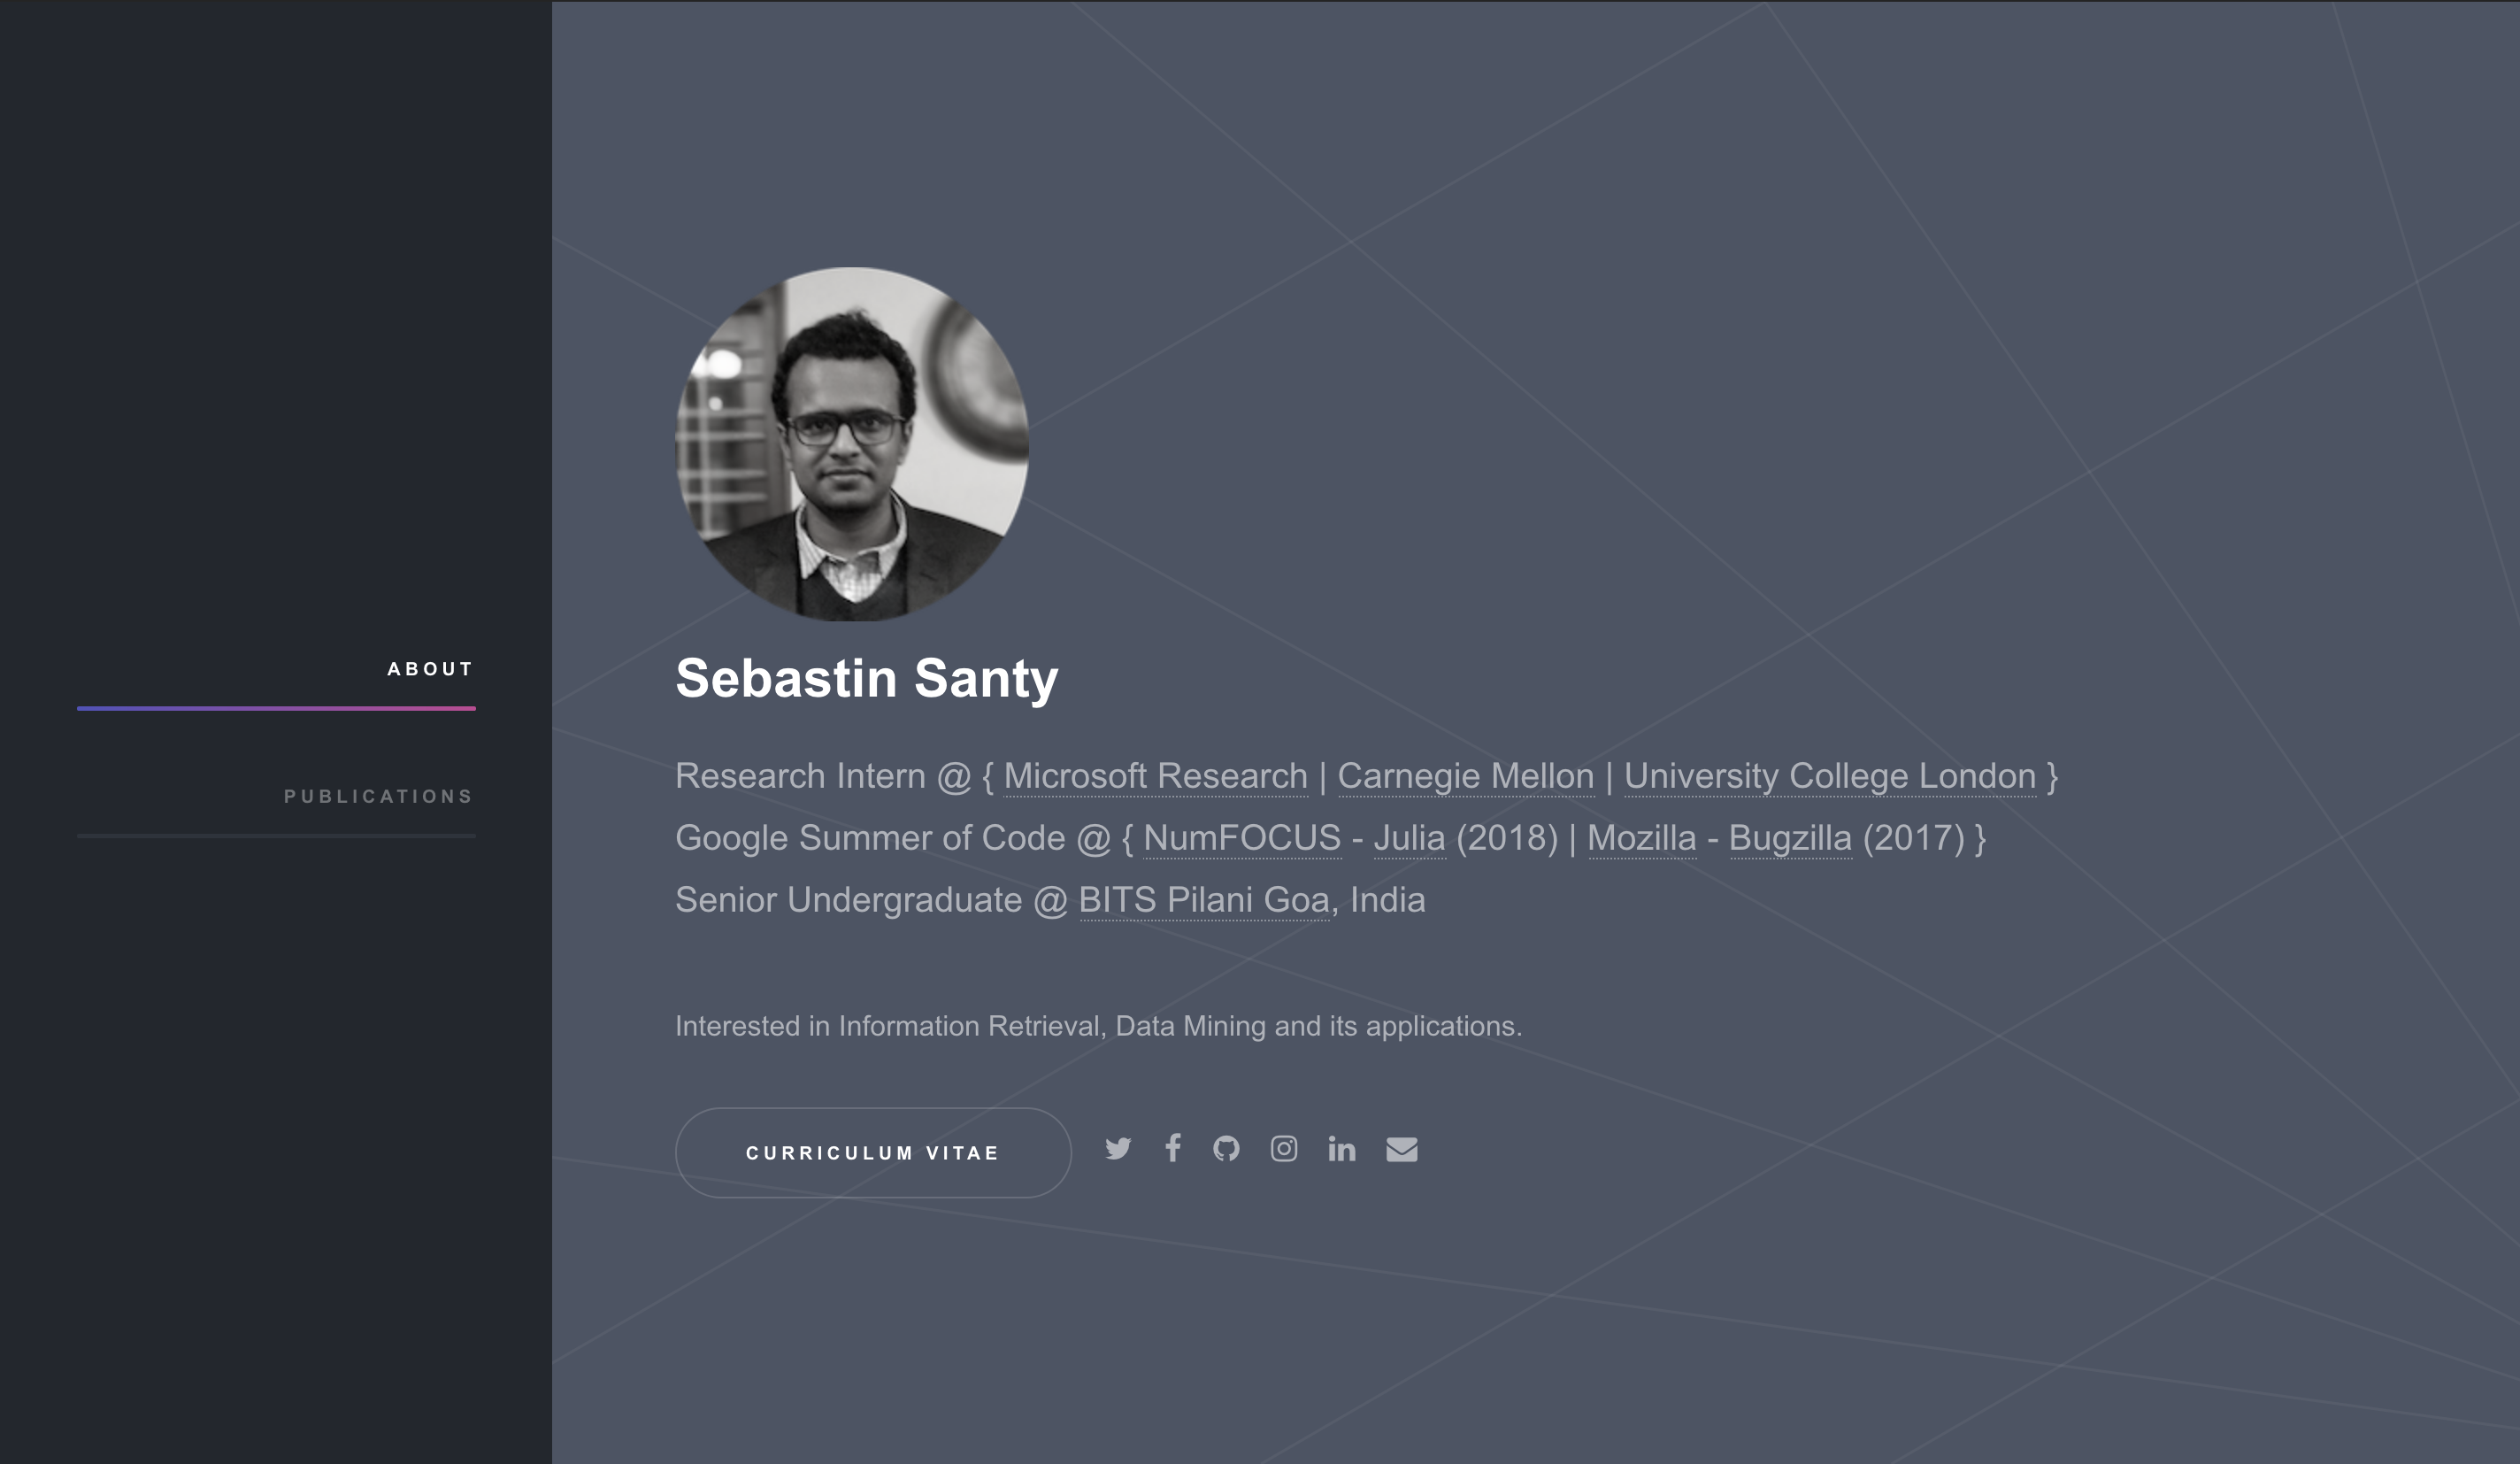 ABOUT
PUBLICATIONS
Sebastin Santy
Research Intern @ { Microsoft Research | Carnegie Mellon | University College London }
Google Summer of Code @ { NumFOCUS - Julia (2018) | Mozilla - Bugzilla (2017) }
Senior Undergraduate @ BITS Pilani Goa, India
Interested in Information Retrieval, Data Mining and its applications.
CURRICULUM VITAE